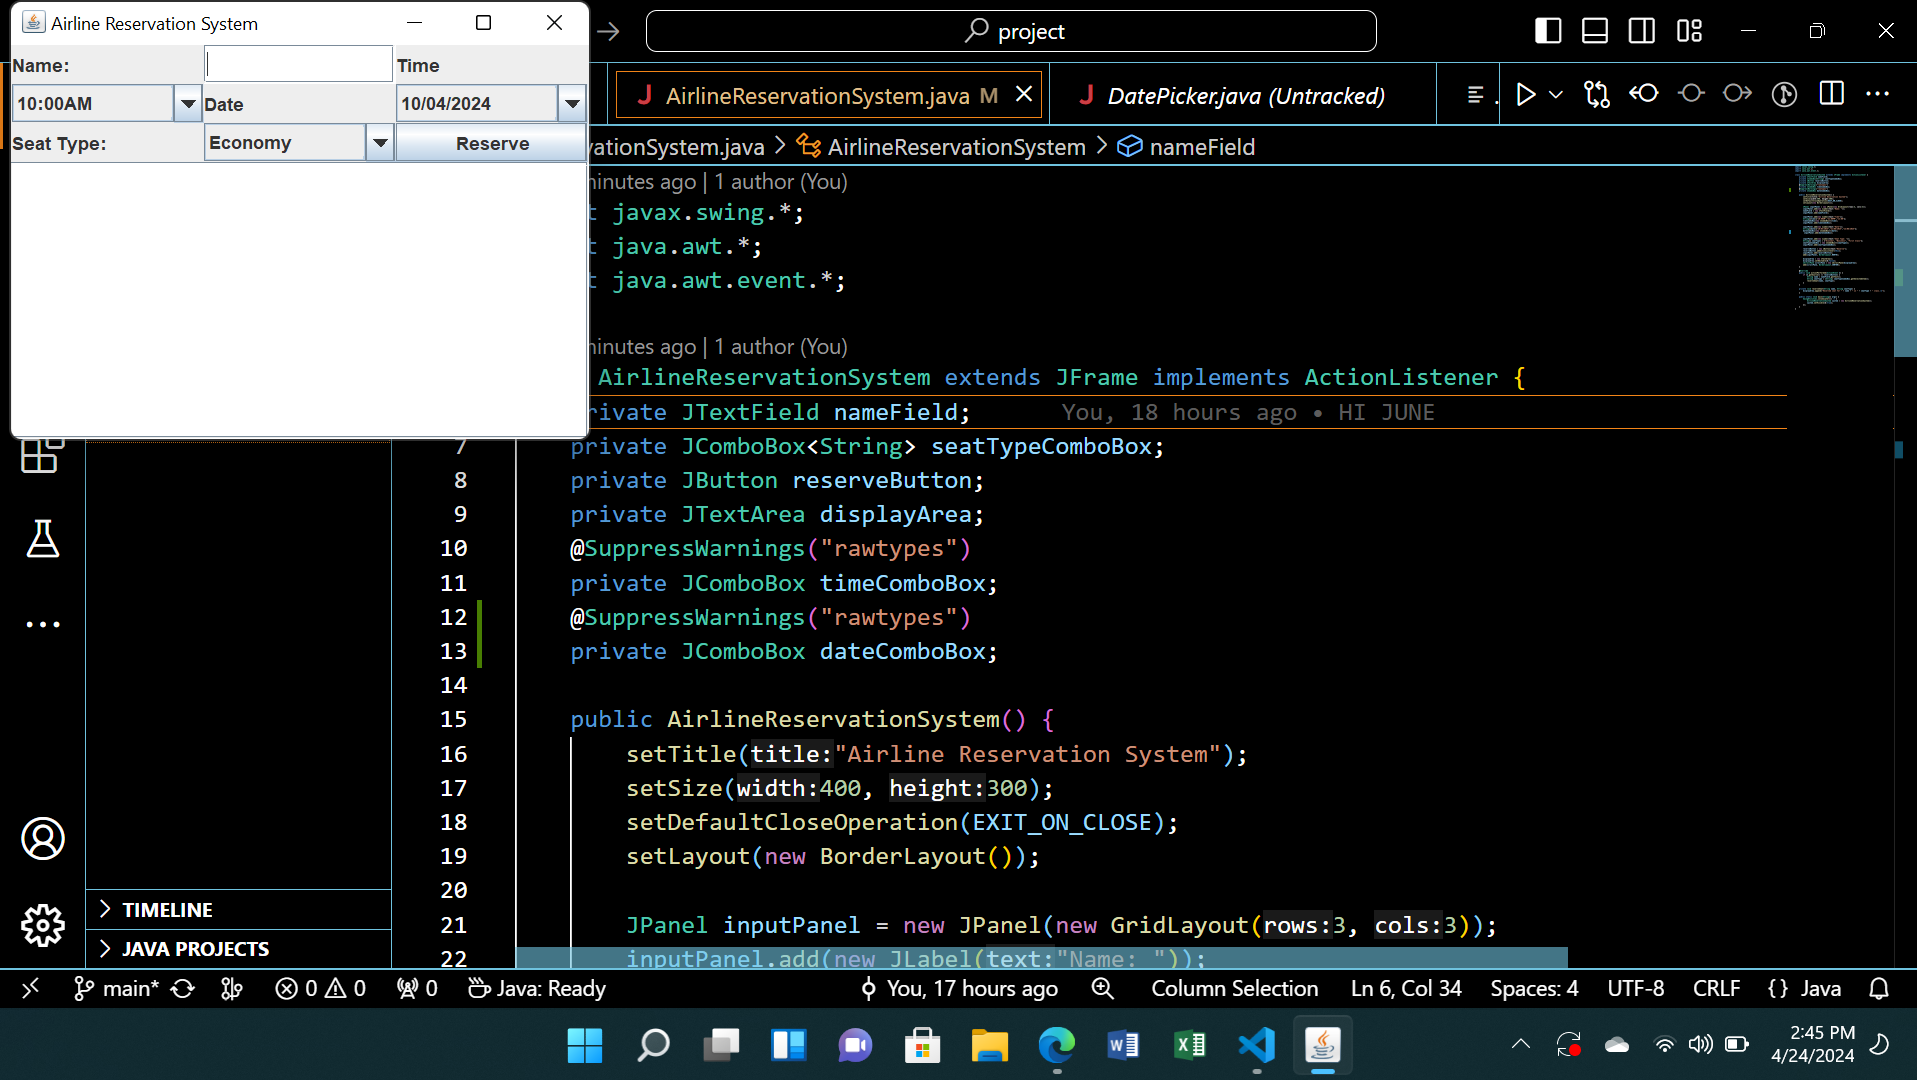 Airline Reservation System
Name:
Time
10:00AM
Date
10/04/2024
Seat Type:
Economy
Reserve
project
AirlineReservationSystem.java M
DatePicker.java (Untracked)
AirlineReservationSystem
nameField
minutes ago | 1 author (You)
javax.swing.*;
java.awt.*;
java.awt.event.*;
minutes ago | 1 author (You)
AirlineReservationSystem extends JFrame implements ActionListener {
private JTextField nameField; You, 18 hours ago • HI JUNE
7 private JComboBox<String> seatTypeComboBox;
8 private JButton reserveButton;
9 private JTextArea displayArea;
10 @SuppressWarnings("rawtypes")
11 private JComboBox timeComboBox;
12 @SuppressWarnings("rawtypes")
13 private JComboBox dateComboBox;
14
15 public AirlineReservationSystem() {
16 setTitle(title:"Airline Reservation System");
17 setSize(width:400, height:300);
18 setDefaultCloseOperation(EXIT_ON_CLOSE);
19 setLayout(new BorderLayout());
20
21 JPanel inputPanel = new JPanel(new GridLayout(rows:3, cols:3));
22 inputPanel.add(new JLabel(text:"Name: "));
TIMELINE
JAVA PROJECTS
main*
0 0
0
Java: Ready
You, 17 hours ago
Column Selection
Ln 6, Col 34
Spaces: 4
UTF-8
CRLF
{ } Java
2:45 PM
4/24/2024